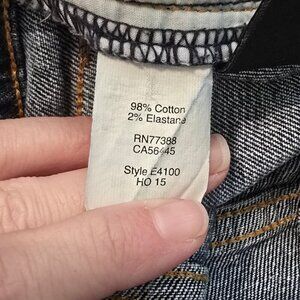 98% Cotton
2% Elastane
RN77388
CA56445
Style E4100
HO 15